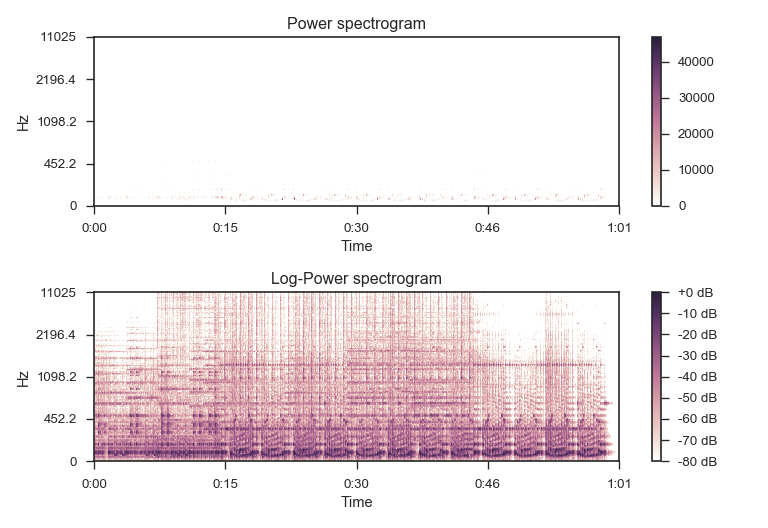 Power spectrogram
11025
2196.4
1098.2
452.2
0
Hz
0:00 0:15 0:30 0:46 1:01
Time
40000
30000
20000
10000
0
Log-Power spectrogram
11025
2196.4
1098.2
452.2
0
Hz
0:00 0:15 0:30 0:46 1:01
Time
+0 dB
-10 dB
-20 dB
-30 dB
-40 dB
-50 dB
-60 dB
-70 dB
-80 dB